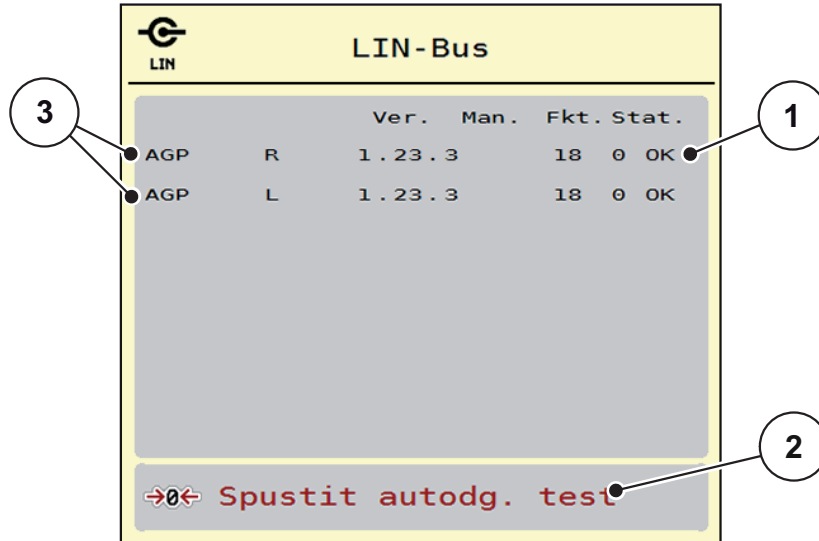 LIN
LIN-Bus
3
1
Ver. Man. Fkt. Stat.
AGP R 1.23.3 18 0 OK
AGP L 1.23.3 18 0 OK
2
→0← Spustit autodg. test